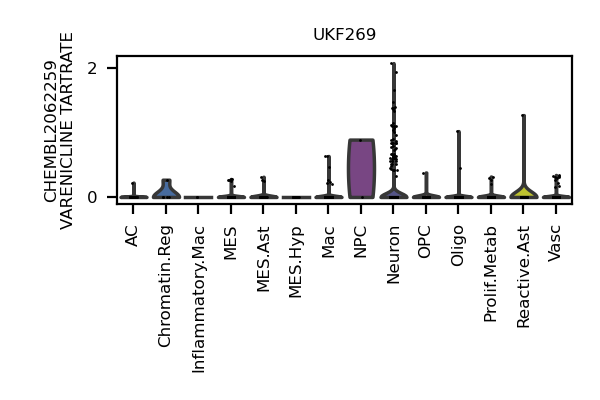 UKF269
CHEMBL2062259
VARENICLINE TARTRATE
2
0
AC
Chromatin.Reg
Inflammatory.Mac
MES
MES.Ast
MES.Hyp
Mac
NPC
Neuron
OPC
Oligo
Prolif.Metab
Reactive.Ast
Vasc